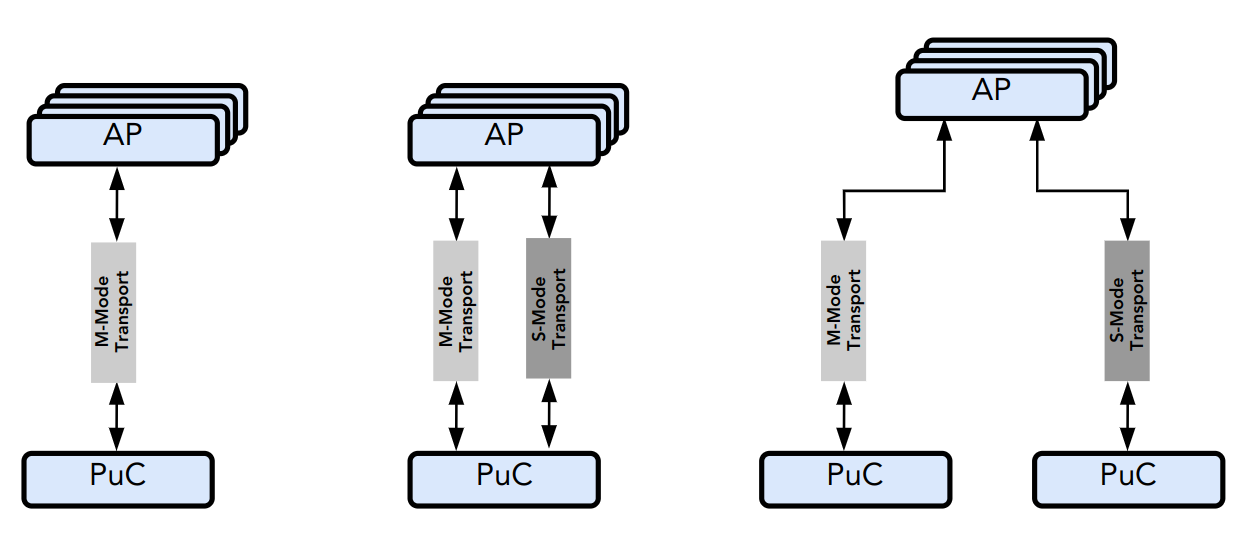 AP
M-Mode
Transport
PuC
AP
M-Mode
Transport
S-Mode
Transport
PuC
AP
M-Mode
Transport
S-Mode
Transport
PuC
PuC